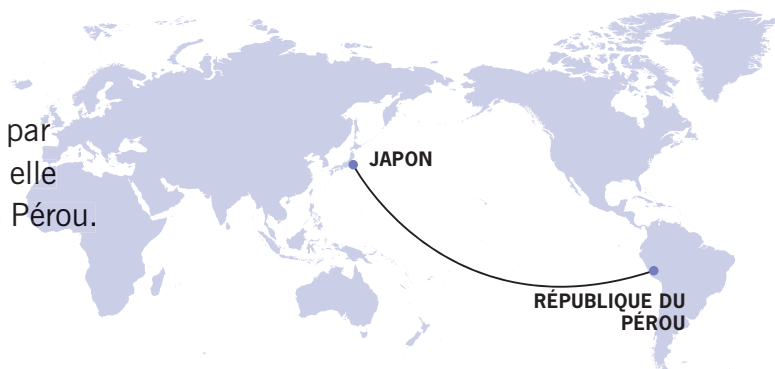 par
elle
Pérou.
JAPON
RÉPUBLIQUE DU
PÉROU